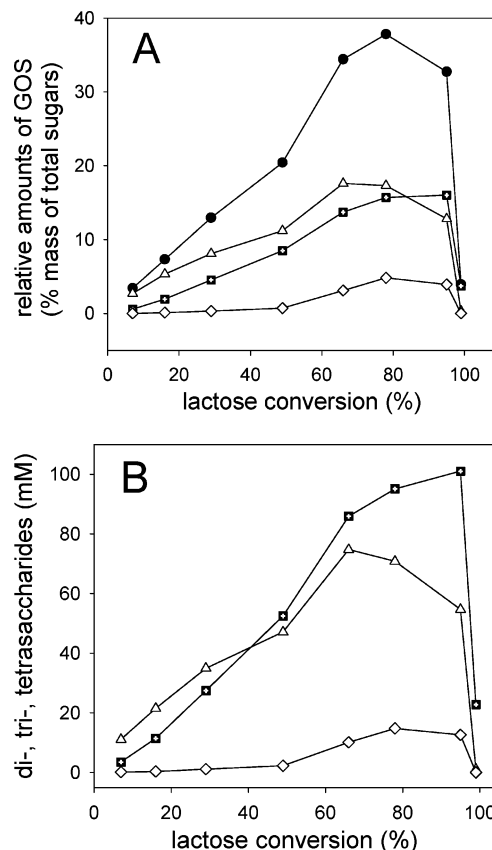 A
relative amounts of GOS
(% mass of total sugars)
40
30
20
10
0
0 20 40 60 80 100
lactose conversion (%)
B
di-, tri-, tetrasaccharides (mM)
100
80
60
40
20
0
0 20 40 60 80 100
lactose conversion (%)